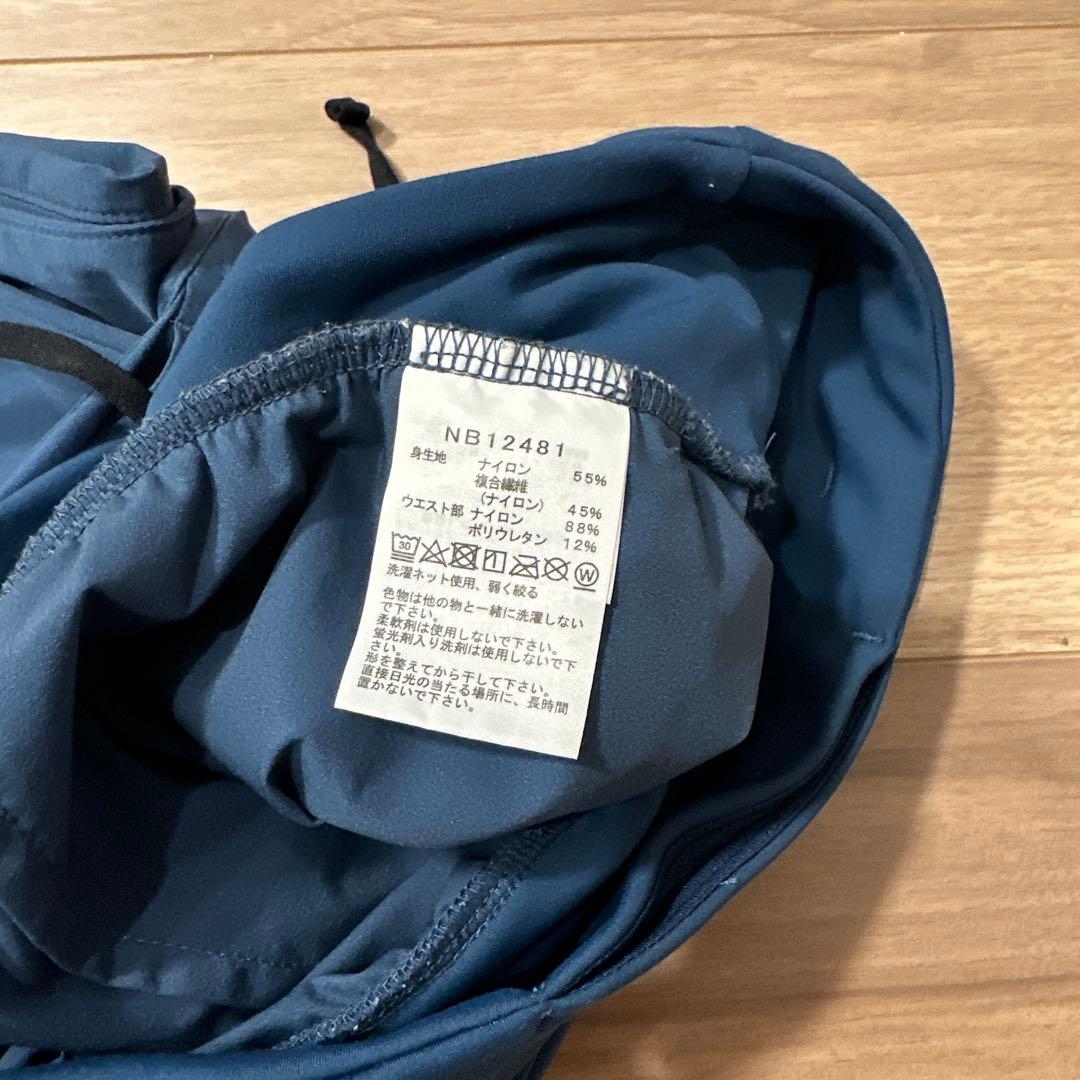 NB12481
身生地 ナイロン 55%
複合繊維
(ナイロン) 45%
ウエスト部 ナイロン 88%
ポリウレタン 12%
30 W
洗濯ネット使用、弱く絞る
色物は他の物と一緒に洗濯しない
で下さい。
柔軟剤は使用しないで下さい。
蛍光剤入り洗剤は使用しないで下
さい。
形を整えてから干して下さい。
直接日光の当たる場所に、長時間
置かないで下さい。